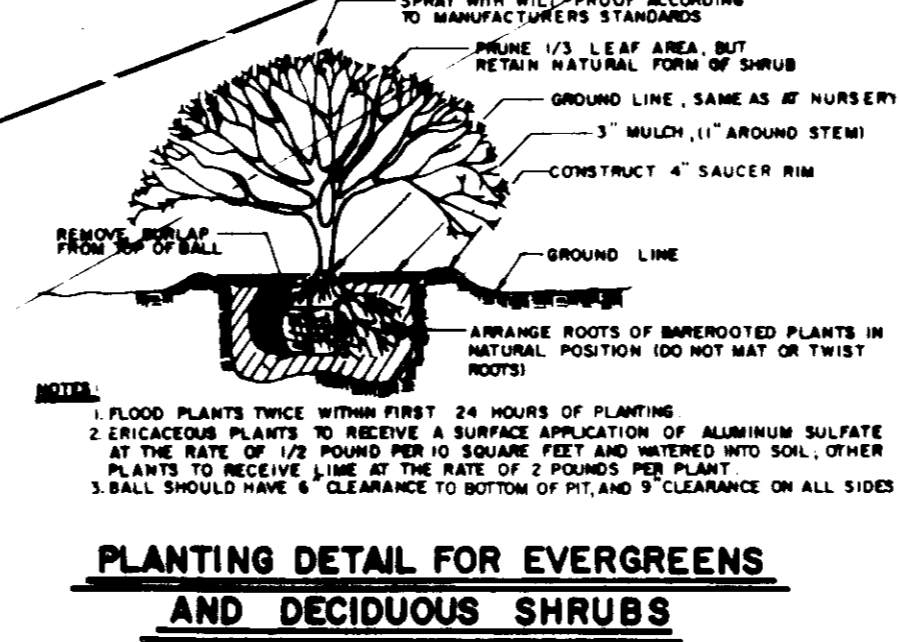 SPRAY WITH WILT-PROOF ACCORDING
TO MANUFACTURERS STANDARDS
PRUNE 1/3 LEAF AREA, BUT
RETAIN NATURAL FORM OF SHRUB
GROUND LINE, SAME AS AT NURSERY
3" MULCH, (1" AROUND STEM)
CONSTRUCT 4" SAUCER RIM
REMOVE BURLAP
FROM TOP OF BALL
GROUND LINE
ARRANGE ROOTS OF BAREROOTED PLANTS IN
NATURAL POSITION (DO NOT MAT OR TWIST
ROOTS)
NOTES:
1. FLOOD PLANTS TWICE WITHIN FIRST 24 HOURS OF PLANTING.
2. ERICACEOUS PLANTS TO RECEIVE A SURFACE APPLICATION OF ALUMINUM SULFATE
AT THE RATE OF 1/2 POUND PER 10 SQUARE FEET AND WATERED INTO SOIL; OTHER
PLANTS TO RECEIVE LIME AT THE RATE OF 2 POUNDS PER PLANT.
3. BALL SHOULD HAVE 6" CLEARANCE TO BOTTOM OF PIT, AND 9" CLEARANCE ON ALL SIDES
PLANTING DETAIL FOR EVERGREENS
AND DECIDUOUS SHRUBS